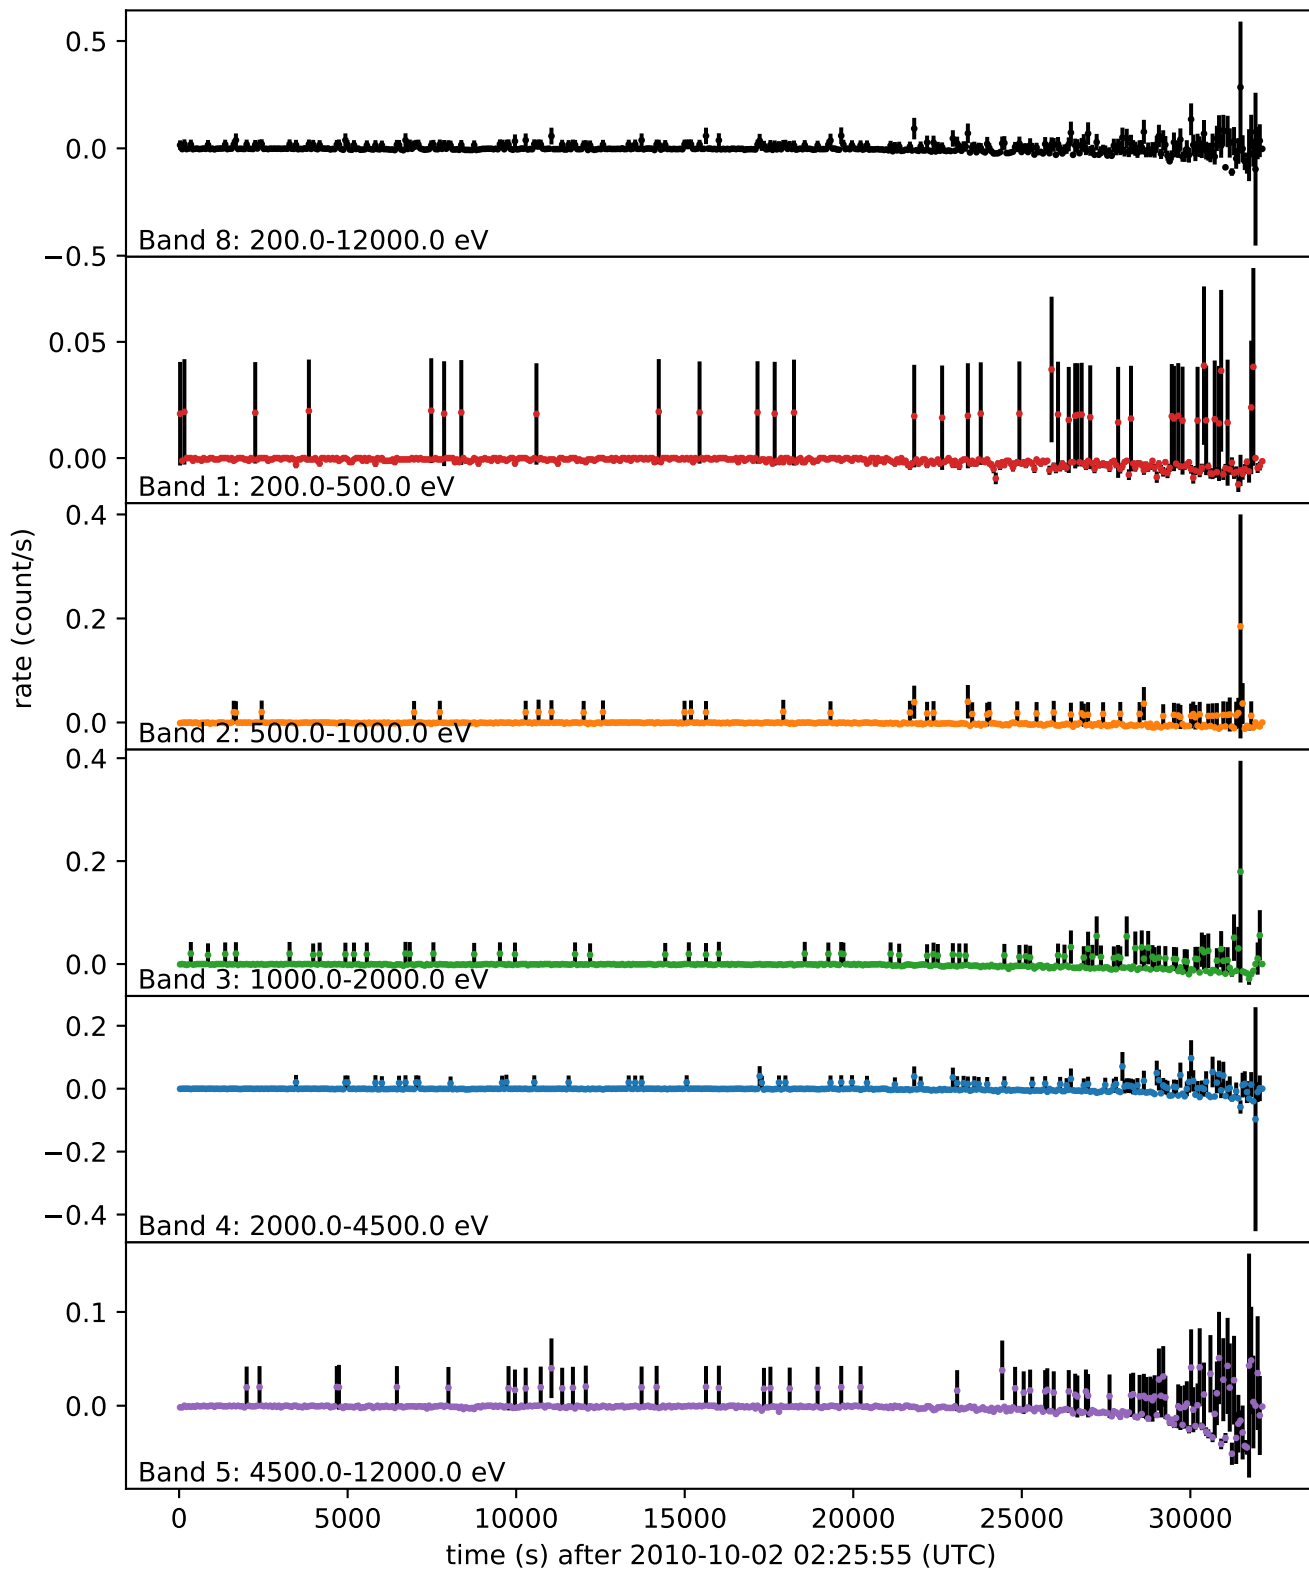 0.5
0.0
−0.5
Band 8: 200.0-12000.0 eV
0.05
0.00
Band 1: 200.0-500.0 eV
0.4
0.2
0.0
Band 2: 500.0-1000.0 eV
rate (count/s)
0.4
0.2
0.0
Band 3: 1000.0-2000.0 eV
0.2
0.0
−0.2
−0.4
Band 4: 2000.0-4500.0 eV
0.1
0.0
Band 5: 4500.0-12000.0 eV
0 5000 10000 15000 20000 25000 30000
time (s) after 2010-10-02 02:25:55 (UTC)